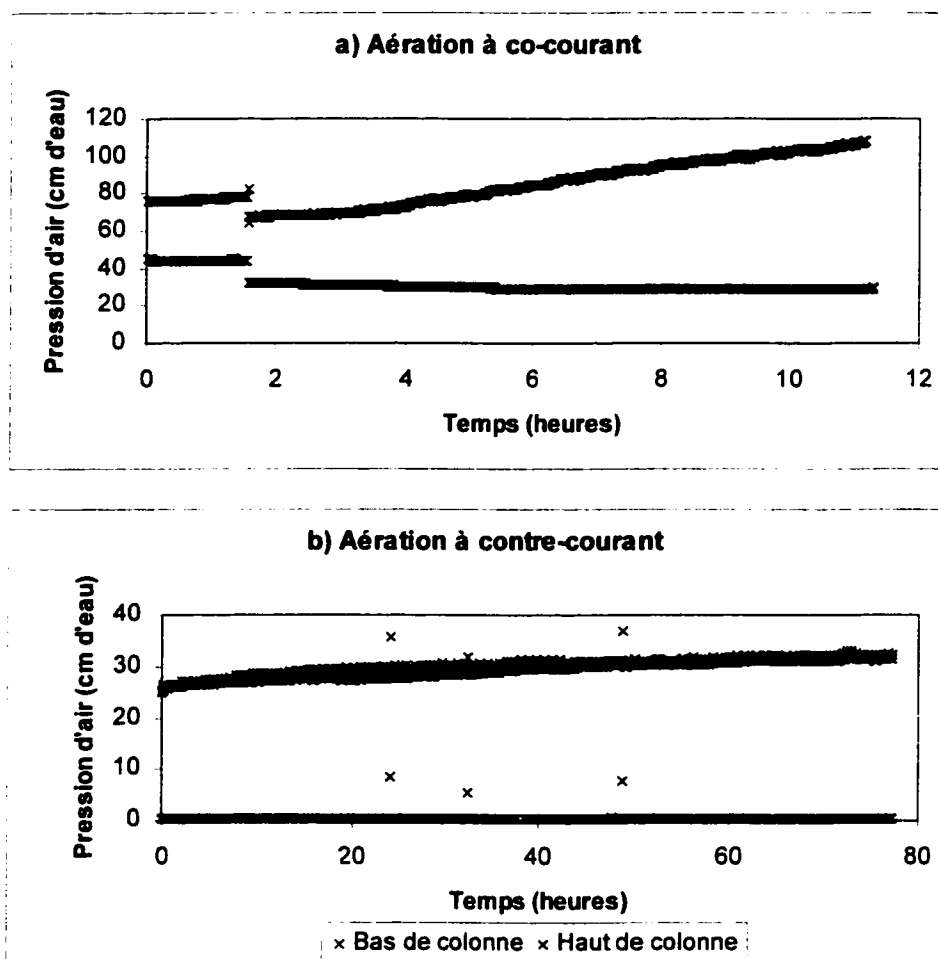 a) Aération à co-courant
Pression d'air (cm d'eau)
120
100
80
60
40
20
0
0 2 4 6 8 10 12
Temps (heures)
b) Aération à contre-courant
Pression d'air (cm d'eau)
40
30
20
10
0
0 20 40 60 80
Temps (heures)
× Bas de colonne × Haut de colonne